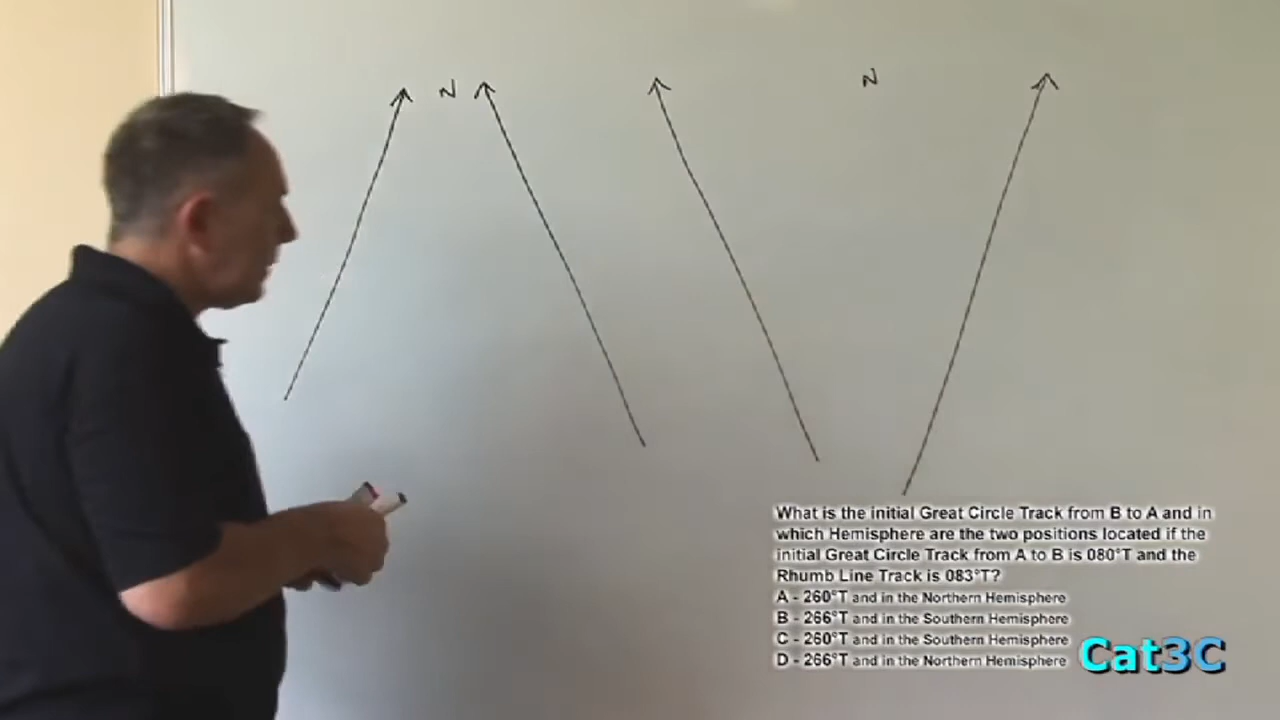 N
N
What is the initial Great Circle Track from B to A and in
which Hemisphere are the two positions located if the
initial Great Circle Track from A to B is 080°T and the
Rhumb Line Track is 083°T?
A - 260°T and in the Northern Hemisphere
B - 266°T and in the Southern Hemisphere
C - 260°T and in the Southern Hemisphere
D - 266°T and in the Northern Hemisphere
Cat3C